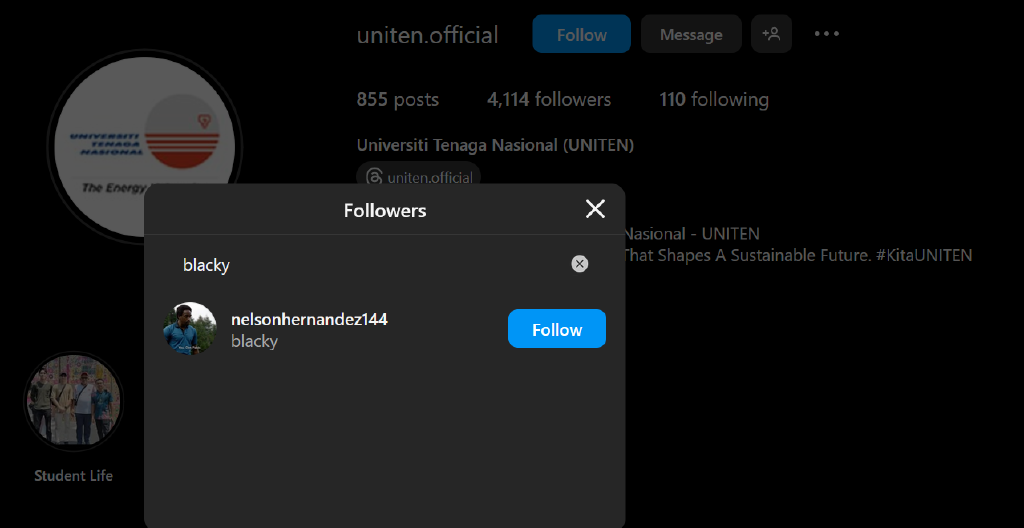 uniten.official
Follow
Message
855 posts
4,114 followers
110 following
UNIVERSITI
TENAGA
NASIONAL
The Energy
Universiti Tenaga Nasional (UNITEN)
uniten.official
Followers
Nasional - UNITEN
That Shapes A Sustainable Future. #KitaUNITEN
blacky
nelsonhernandez144
blacky
Follow
Student Life